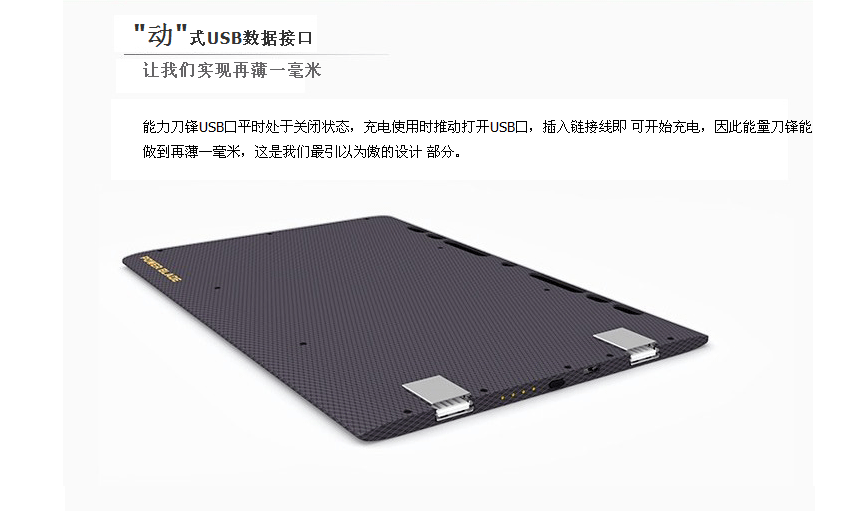 "动"式USB数据接口
让我们实现再薄一毫米
能力刀锋USB口平时处于关闭状态，充电使用时推动打开USB口，插入链接线即 可开始充电，因此能量刀锋能
做到再薄一毫米，这是我们最引以为傲的设计 部分。
POWER BLADE